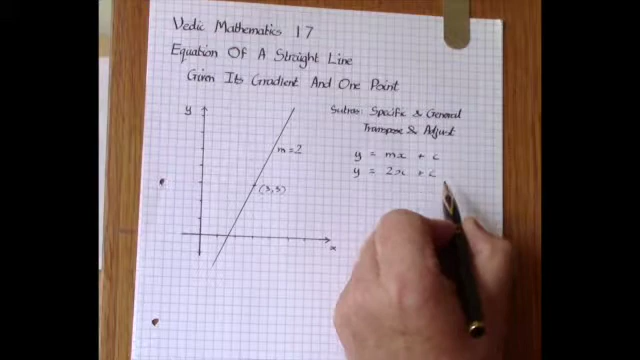 Vedic Mathematics 17
Equation Of A Straight Line
Given Its Gradient And One Point
Sutras: Specific & General
Transpose & Adjust
y
m = 2
(3,3)
x
y = mx + c
y = 2x + c